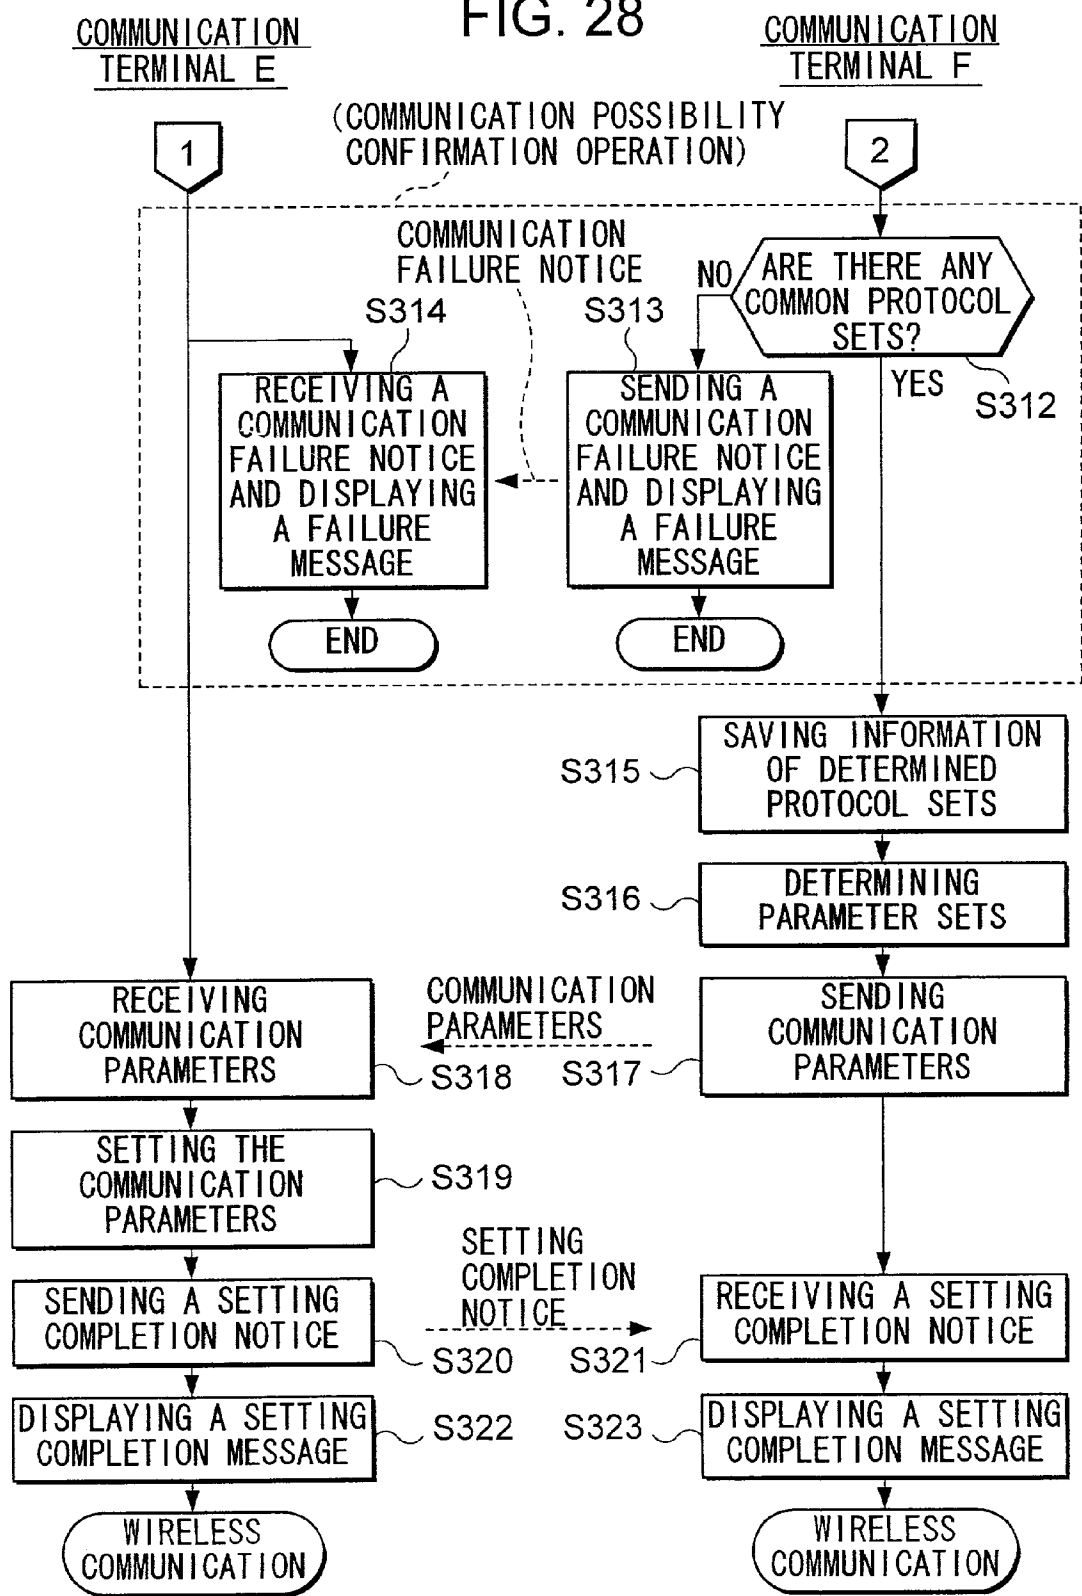 FIG. 28
COMMUNICATION
TERMINAL E
COMMUNICATION
TERMINAL F
(COMMUNICATION POSSIBILITY
CONFIRMATION OPERATION)
1
2
COMMUNICATION
FAILURE NOTICE
NO
ARE THERE ANY
COMMON PROTOCOL
SETS?
S314
S313
YES
S312
RECEIVING A
COMMUNICATION
FAILURE NOTICE
AND DISPLAYING
A FAILURE
MESSAGE
SENDING A
COMMUNICATION
FAILURE NOTICE
AND DISPLAYING
A FAILURE
MESSAGE
END
END
S315
SAVING INFORMATION
OF DETERMINED
PROTOCOL SETS
S316
DETERMINING
PARAMETER SETS
RECEIVING
COMMUNICATION
PARAMETERS
COMMUNICATION
PARAMETERS
SENDING
COMMUNICATION
PARAMETERS
S318
S317
SETTING THE
COMMUNICATION
PARAMETERS
S319
SETTING
COMPLETION
NOTICE
SENDING A SETTING
COMPLETION NOTICE
RECEIVING A SETTING
COMPLETION NOTICE
S320
S321
DISPLAYING A SETTING
COMPLETION MESSAGE
S322
S323
DISPLAYING A SETTING
COMPLETION MESSAGE
WIRELESS
COMMUNICATION
WIRELESS
COMMUNICATION